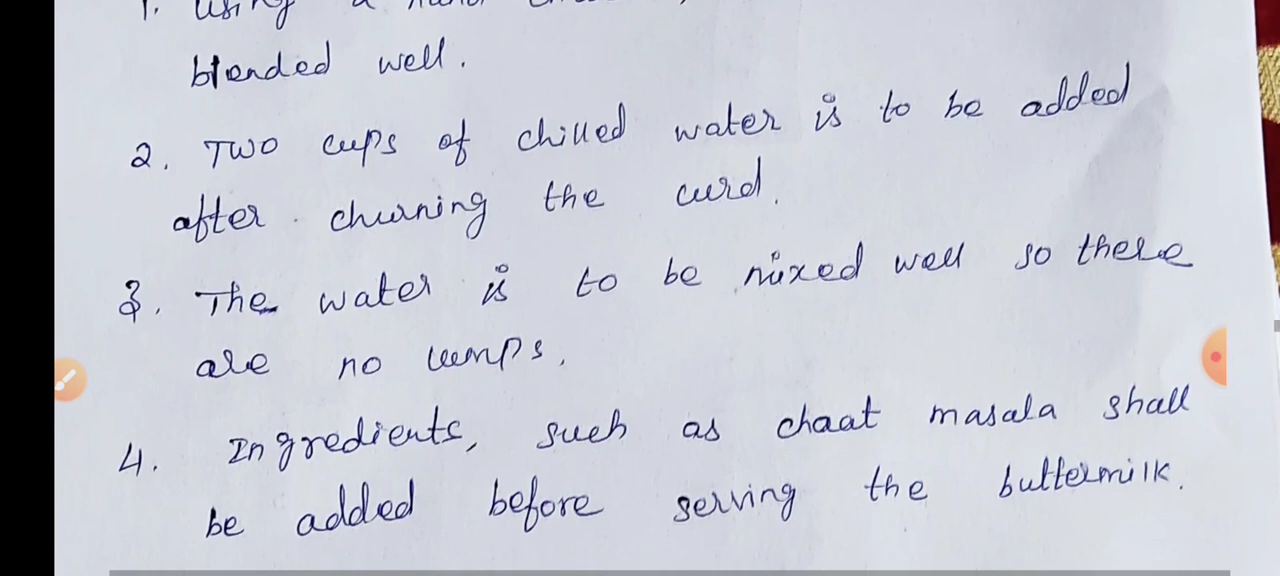 1. Using a
blended well.
2. Two cups of chilled water is to be added
after churning the curd.
3. The water is to be mixed well so there
are no lumps.
4. Ingredients, such as chaat masala shall
be added before serving the buttermilk.